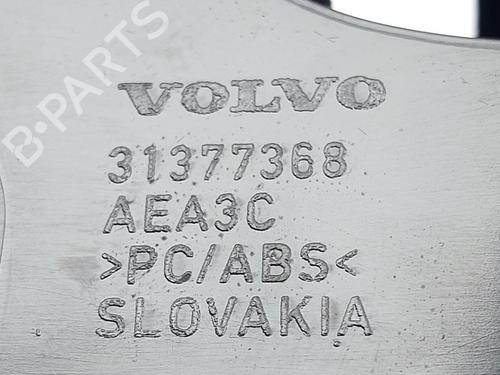 B·PARTS
VOLVO
31377368
AEA3C
>PC/ABS<
SLOVAKIA